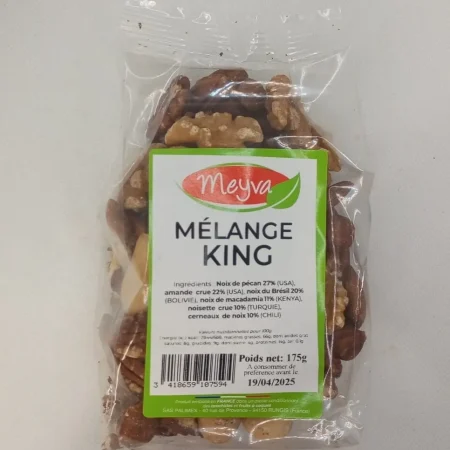 Meyva
MÉLANGE
KING
Ingrédients: Noix de pécan 27% (USA),
amande crue 22% (USA), noix du Brésil 20%
(BOLIVIE), noix de macadamia 11% (KENYA),
noisette crue 10% (TURQUIE),
cerneaux de noix 10% (CHILI)
Poids net: 175g
A consommer de
préférence avant le
19/04/2025
3 418659 107594